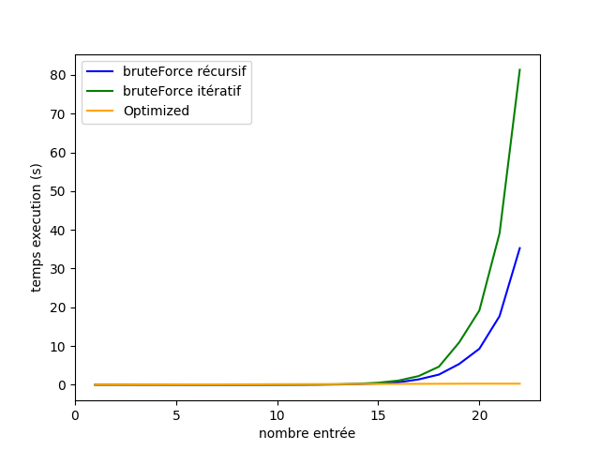 bruteForce récursif
bruteForce itératif
Optimized
80
70
60
50
40
30
20
10
0
temps execution (s)
0 5 10 15 20
nombre entrée